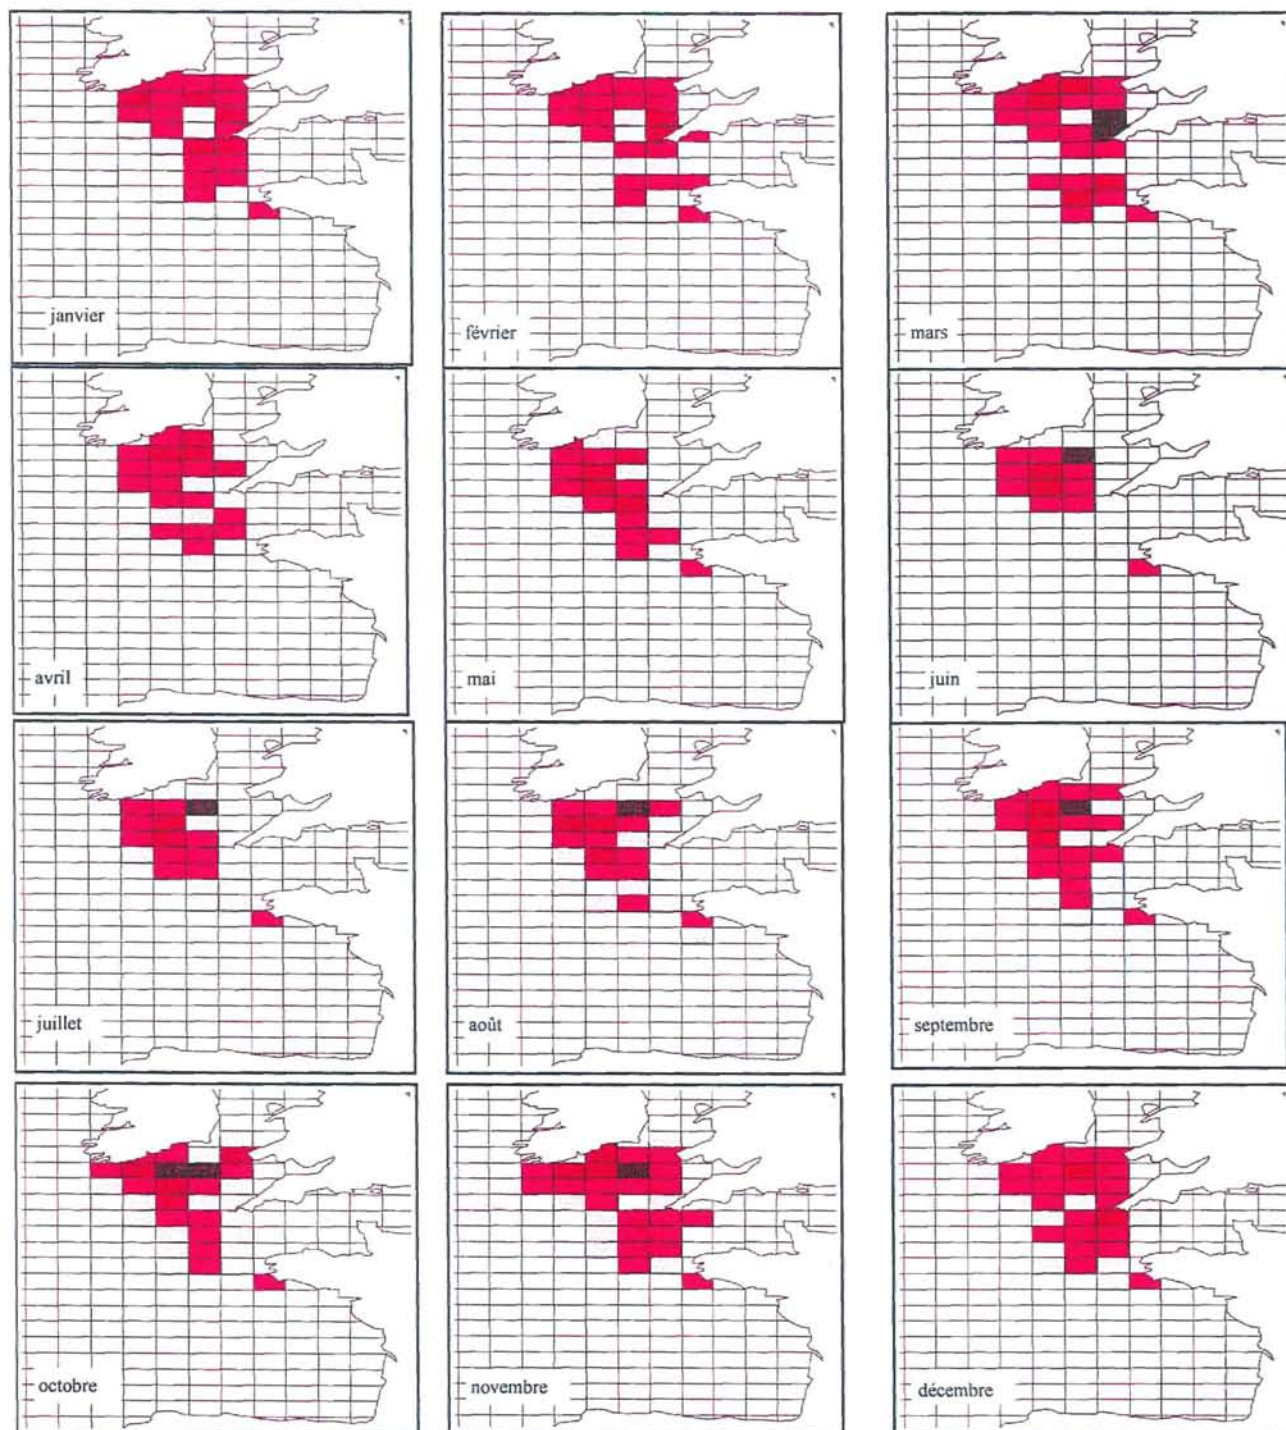 janvier
février
mars
avril
mai
juin
juillet
août
septembre
octobre
novembre
décembre